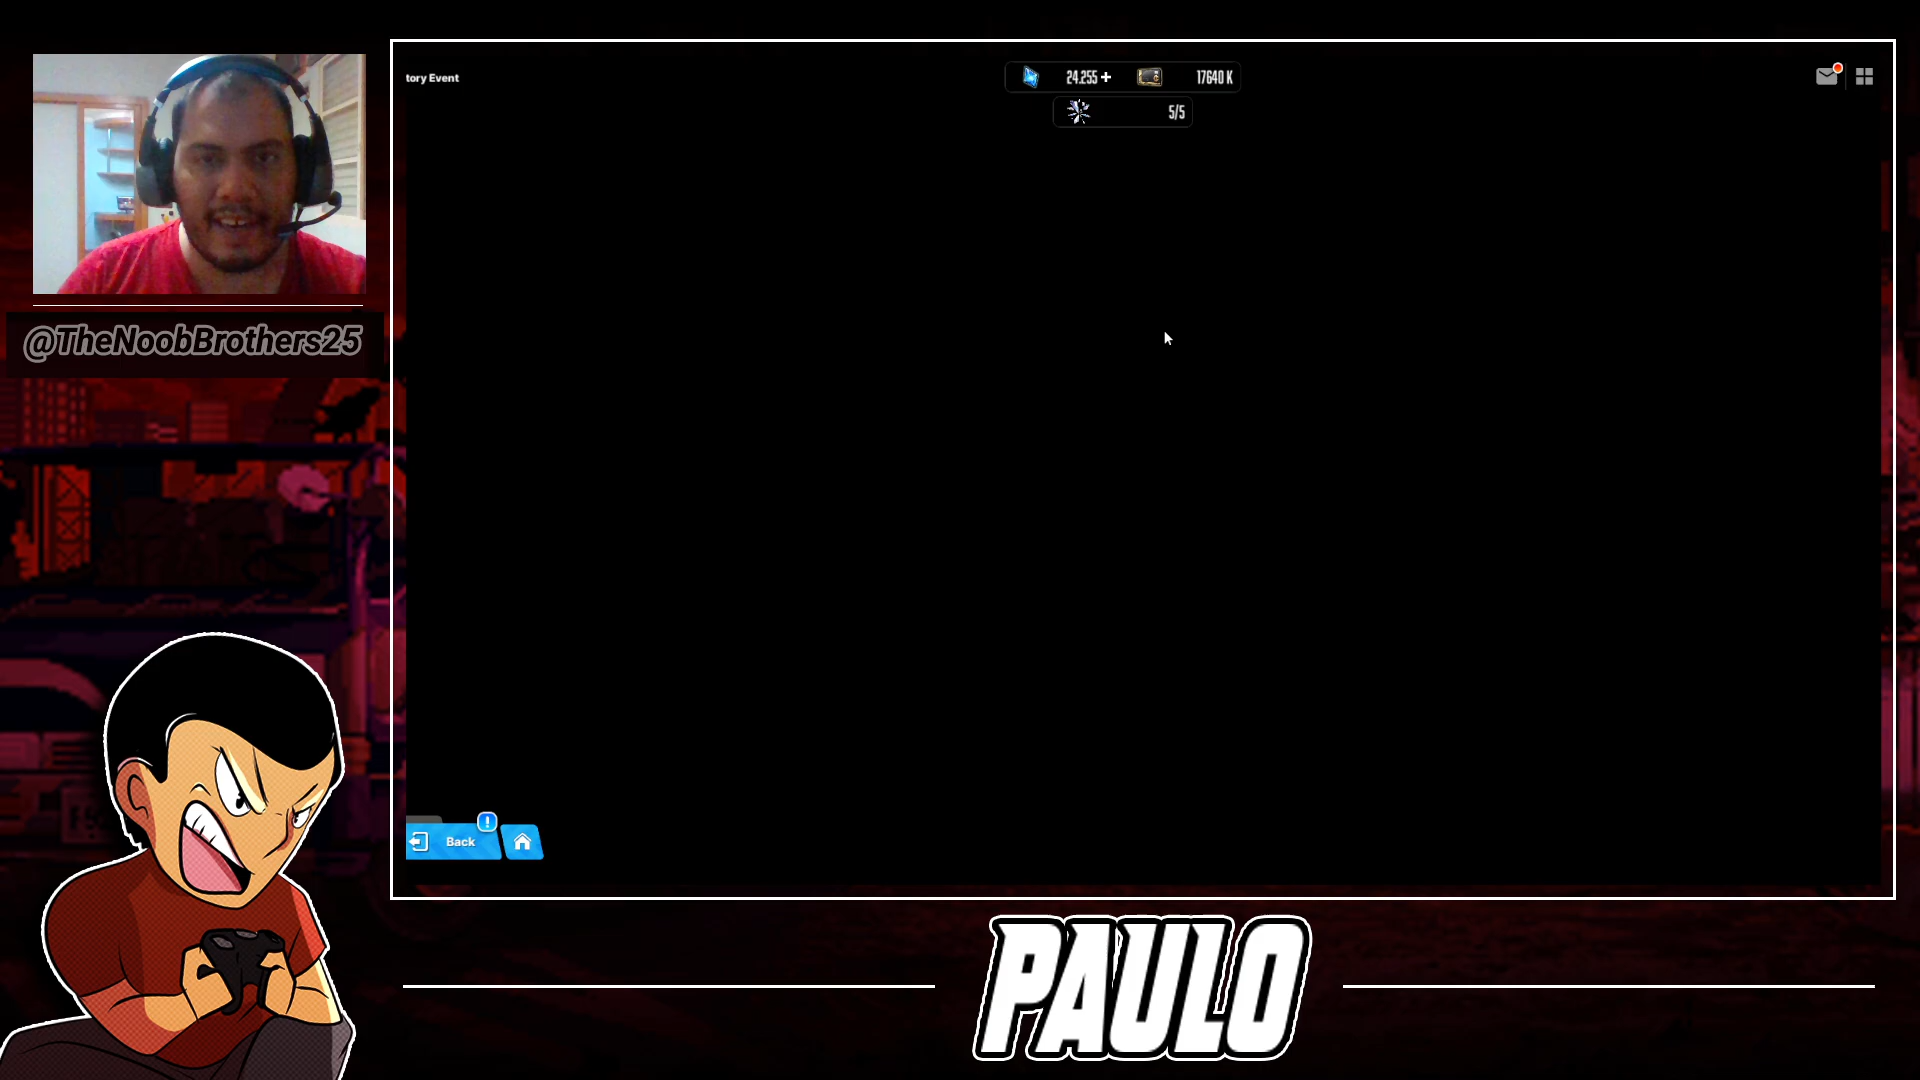 tory Event
24.255+
17640 K
5/5
@TheNoobBrothers25
Back
!
PAULO